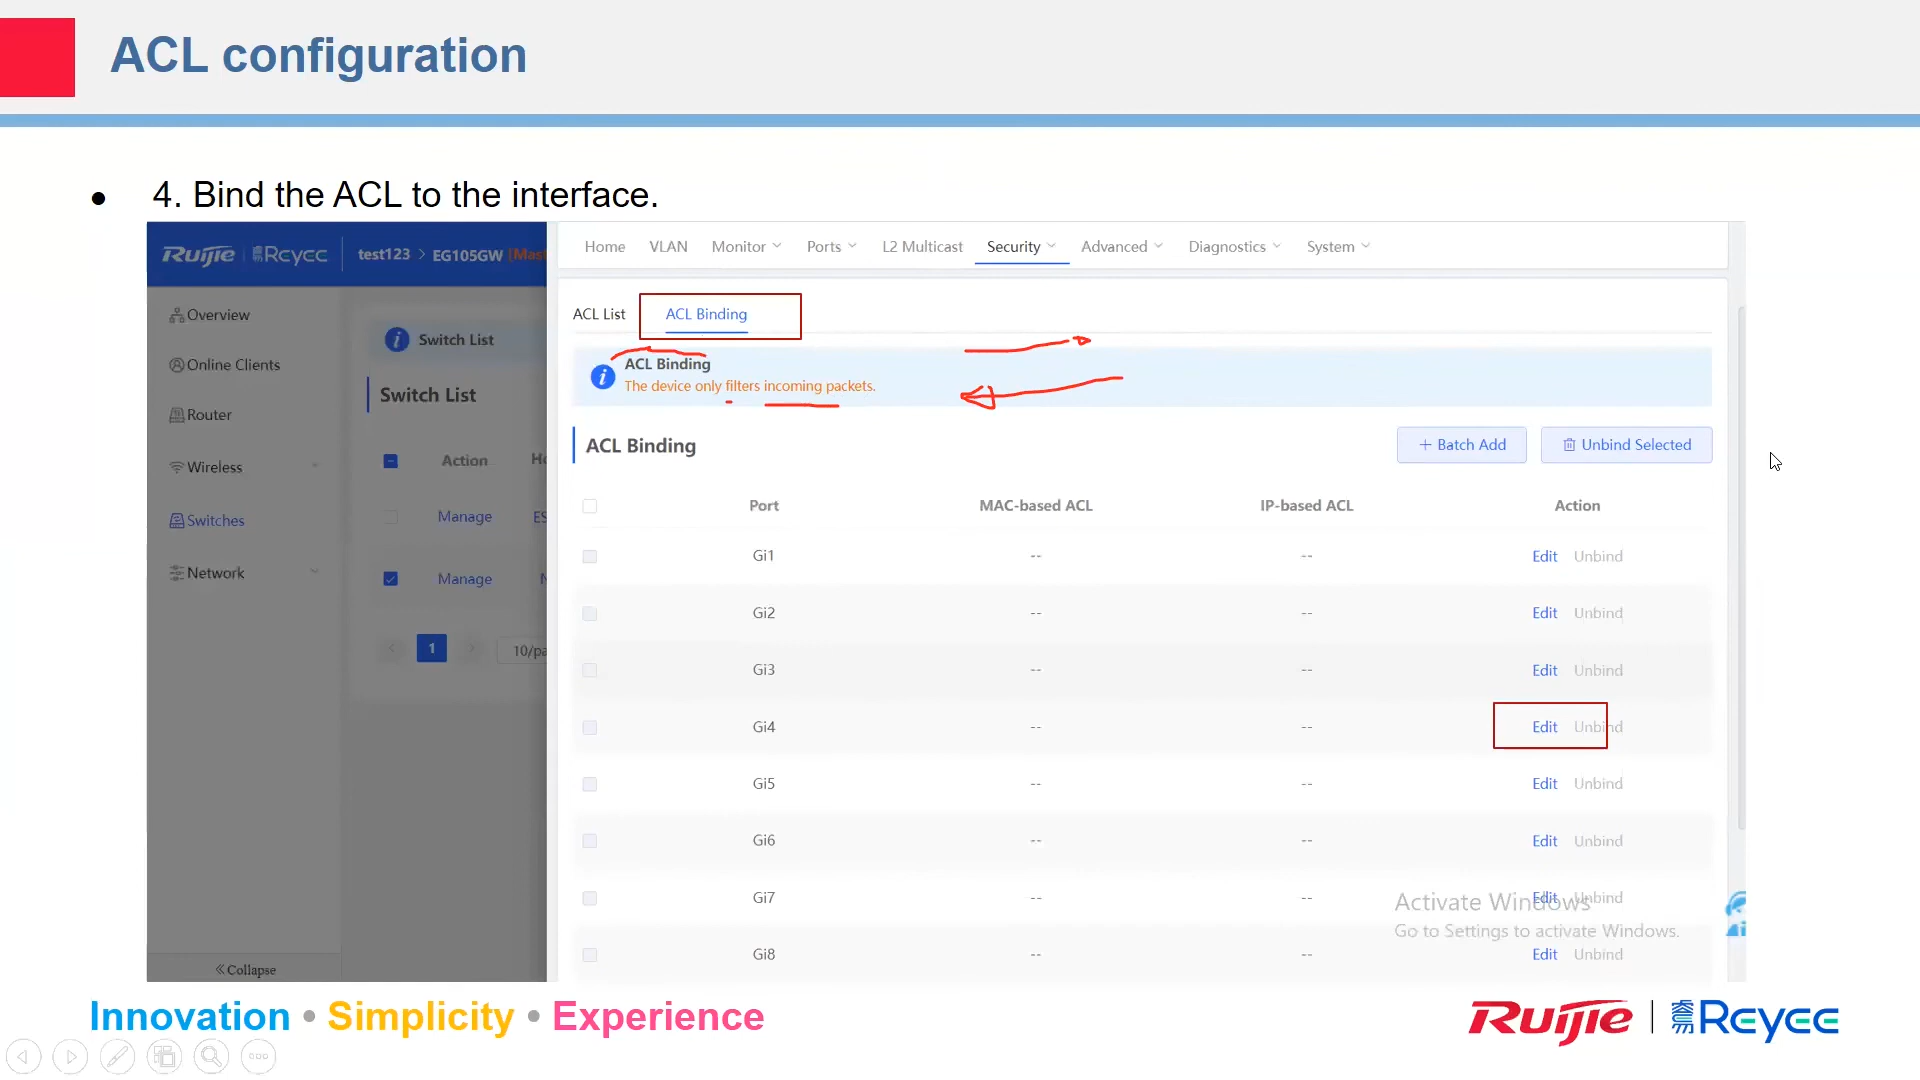 ACL configuration
● 4. Bind the ACL to the interface.
Ruijie | Reyee test123 > EG105GW
Home VLAN Monitor Ports L2 Multicast Security Advanced Diagnostics System
Overview
Online Clients
Router
Wireless
Switches
Network
«Collapse
i Switch List
Switch List
Action
Manage
Manage
1 10/pa
ACL List ACL Binding
i ACL Binding
The device only filters incoming packets.
ACL Binding + Batch Add Unbind Selected
Port MAC-based ACL IP-based ACL Action
Gi1 -- -- Edit Unbind
Gi2 -- -- Edit Unbind
Gi3 -- -- Edit Unbind
Gi4 -- -- Edit Unbind
Gi5 -- -- Edit Unbind
Gi6 -- -- Edit Unbind
Gi7 -- -- Edit Unbind
Gi8 -- -- Edit Unbind
Activate Windows
Go to Settings to activate Windows.
Innovation • Simplicity • Experience
Ruijie | Reyee